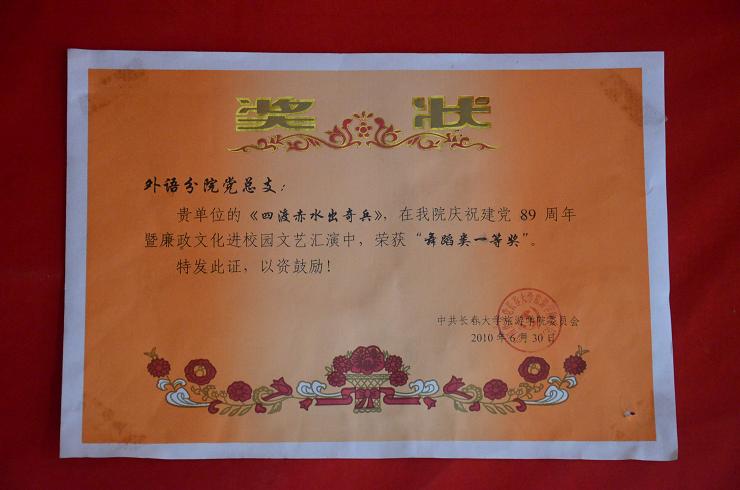 奖 状
外语分院党总支：
贵单位的《四渡赤水出奇兵》，在我院庆祝建党 89 周年
暨廉政文化进校园文艺汇演中，荣获“舞蹈类一等奖”。
特发此证，以资鼓励！
中共长春大学旅游学院委员会
2010 年 6 月 30 日